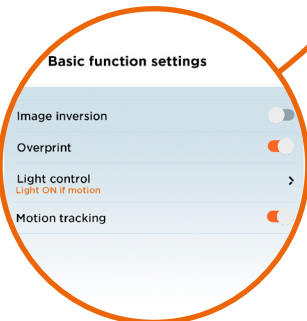 Basic function settings
Image inversion
Overprint
Light control
Light ON if motion
Motion tracking